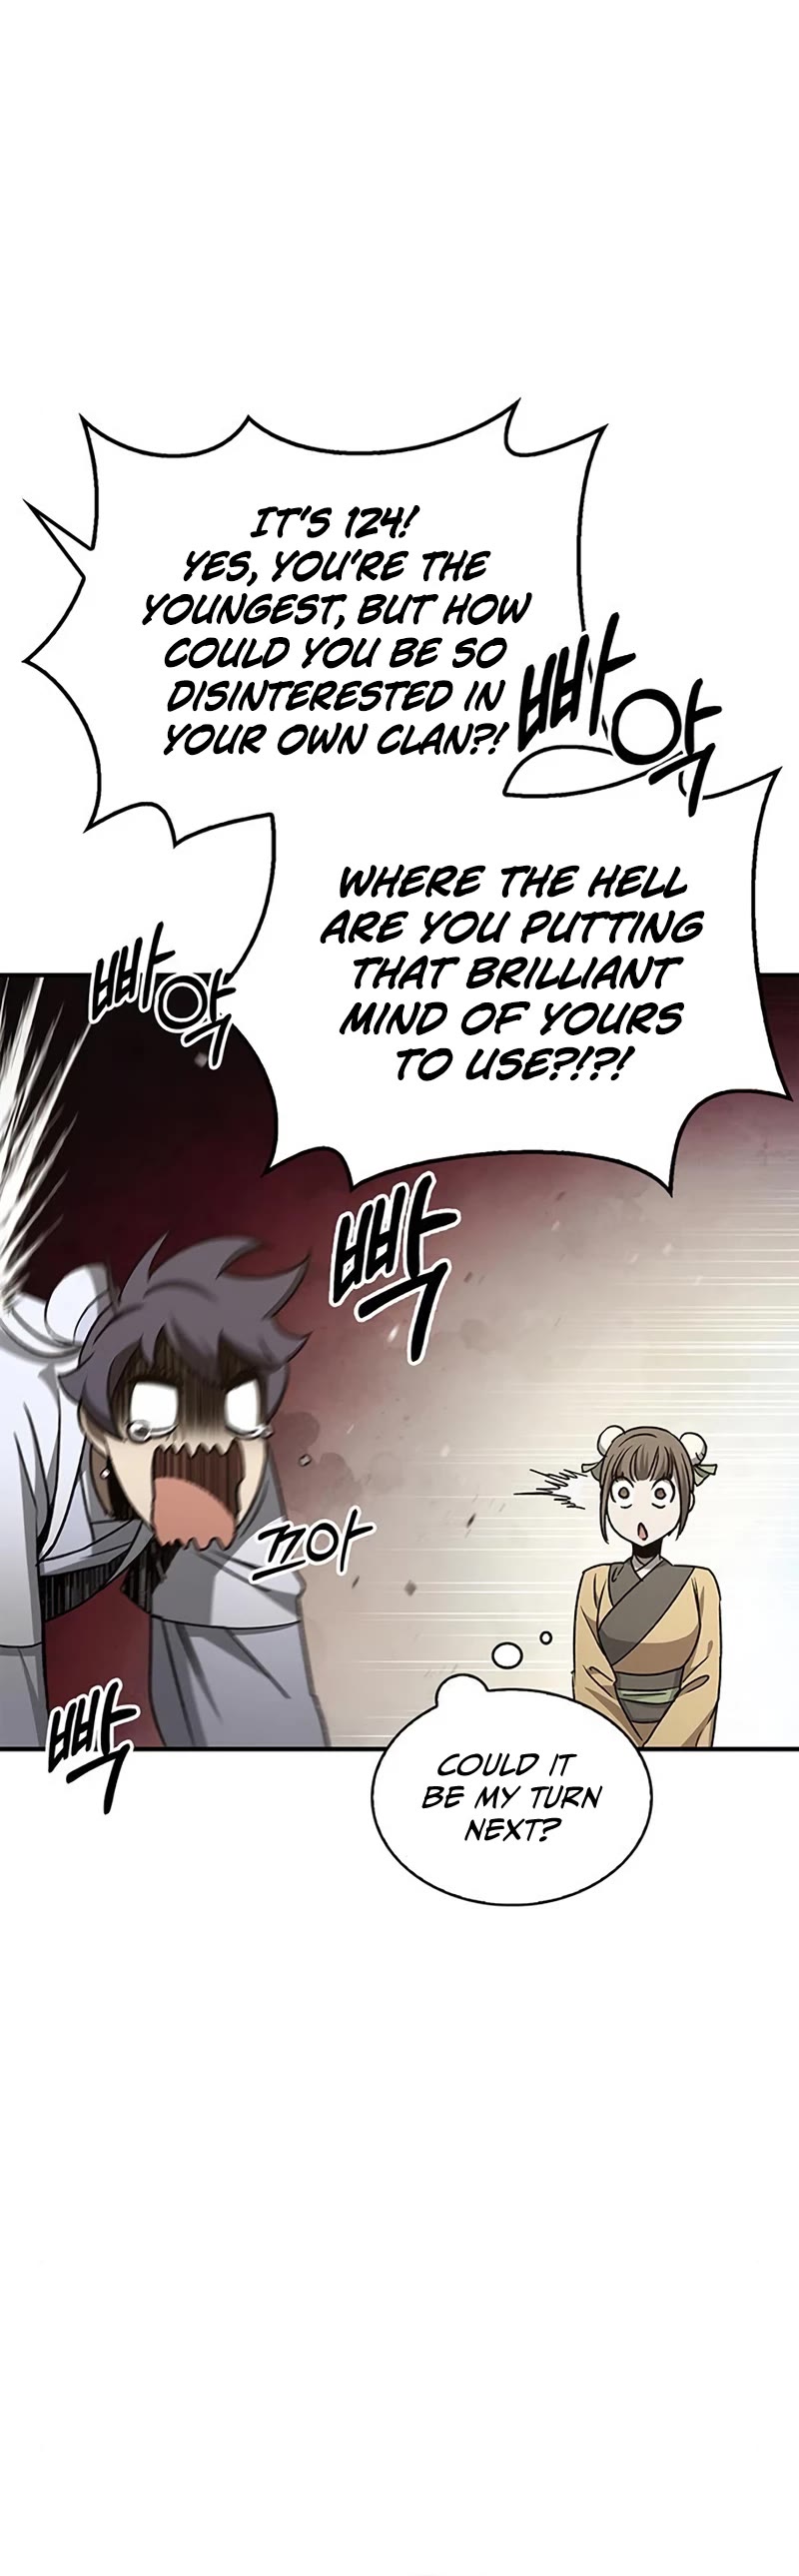 IT'S 124!
YES, YOU'RE THE
YOUNGEST, BUT HOW
COULD YOU BE SO
DISINTERESTED IN
YOUR OWN CLAN?!
빠악
WHERE THE HELL
ARE YOU PUTTING
THAT BRILLIANT
MIND OF YOURS
TO USE?!?!
빠악
빡
끄아
빡
COULD IT
BE MY TURN
NEXT?